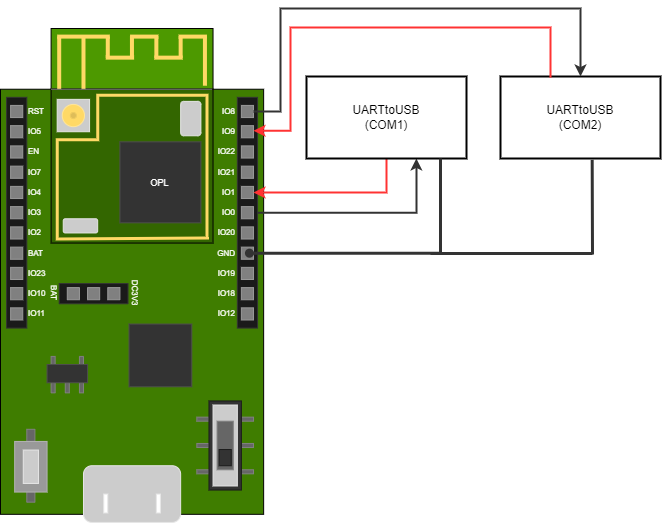 RST
IO5
EN
IO7
IO4
IO3
IO2
BAT
IO23
IO10
IO11
OPL
BAT
DC3V3
IO8
IO9
IO22
IO21
IO1
IO0
IO20
GND
IO19
IO18
IO12
UARTtoUSB
(COM1)
UARTtoUSB
(COM2)